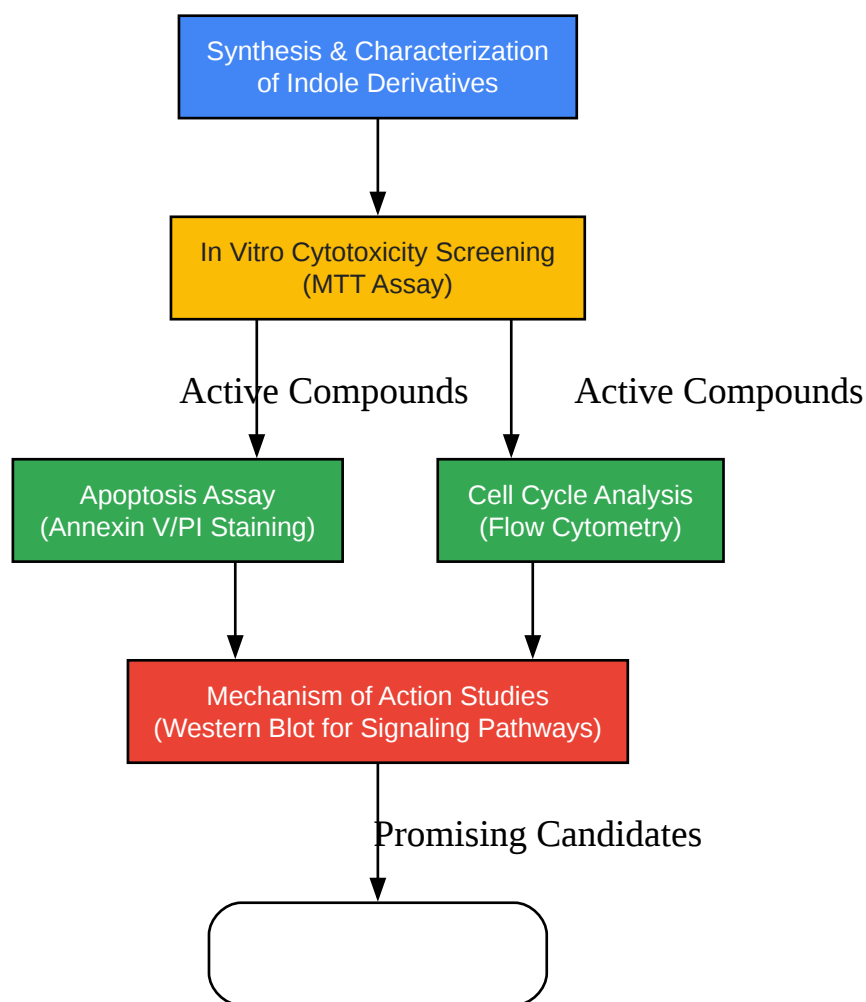 Synthesis & Characterization
of Indole Derivatives
In Vitro Cytotoxicity Screening
(MTT Assay)
Active Compounds
Active Compounds
Apoptosis Assay
(Annexin V/PI Staining)
Cell Cycle Analysis
(Flow Cytometry)
Mechanism of Action Studies
(Western Blot for Signaling Pathways)
Promising Candidates